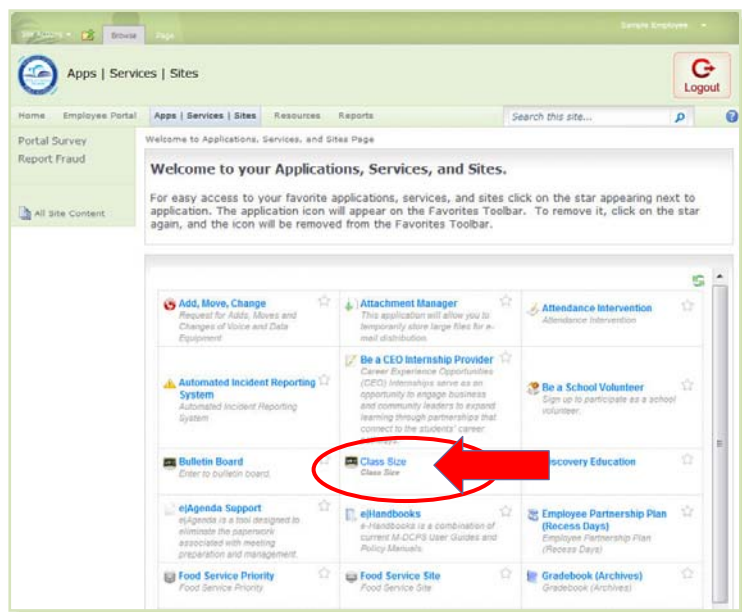 Site Actions
Browse
Page
Sample Employee
Apps | Services | Sites
Logout
Home Employee Portal Apps | Services | Sites Resources Reports
Search this site...
Portal Survey
Report Fraud
All Site Content
Welcome to Applications, Services, and Sites Page
Welcome to your Applications, Services, and Sites.
For easy access to your favorite applications, services, and sites click on the star appearing next to
application. The application icon will appear on the Favorites Toolbar. To remove it, click on the star
again, and the icon will be removed from the Favorites Toolbar.
Add, Move, Change
Request for Adds, Moves and
Changes of Voice and Data
Equipment
Attachment Manager
This application will allow you to
temporarily store large files for e-
mail distribution
Attendance Intervention
Attendance Intervention
Automated Incident Reporting
System
Automated Incident Reporting
System
Be a CEO Internship Provider
Career Experience Opportunities
(CEO) Internships serve as an
opportunity to engage business
and community leaders to expand
learning through partnerships that
connect to the students' career
Be a School Volunteer
Sign up to participate as a school
volunteer.
Bulletin Board
Enter to bulletin board.
Class Size
Class Size
iscovery Education
ejAgenda Support
ejAgenda is a tool designed to
eliminate the paperwork
associated with meeting
preparation and management.
ejHandbooks
e-Handbooks is a combination of
current M-DCPS User Guides and
Policy Manuals.
Employee Partnership Plan
(Recess Days)
Employee Partnership Plan
(Recess Days)
Food Service Priority
Food Service Priority
Food Service Site
Food Service Site
Gradebook (Archives)
Gradebook (Archives)